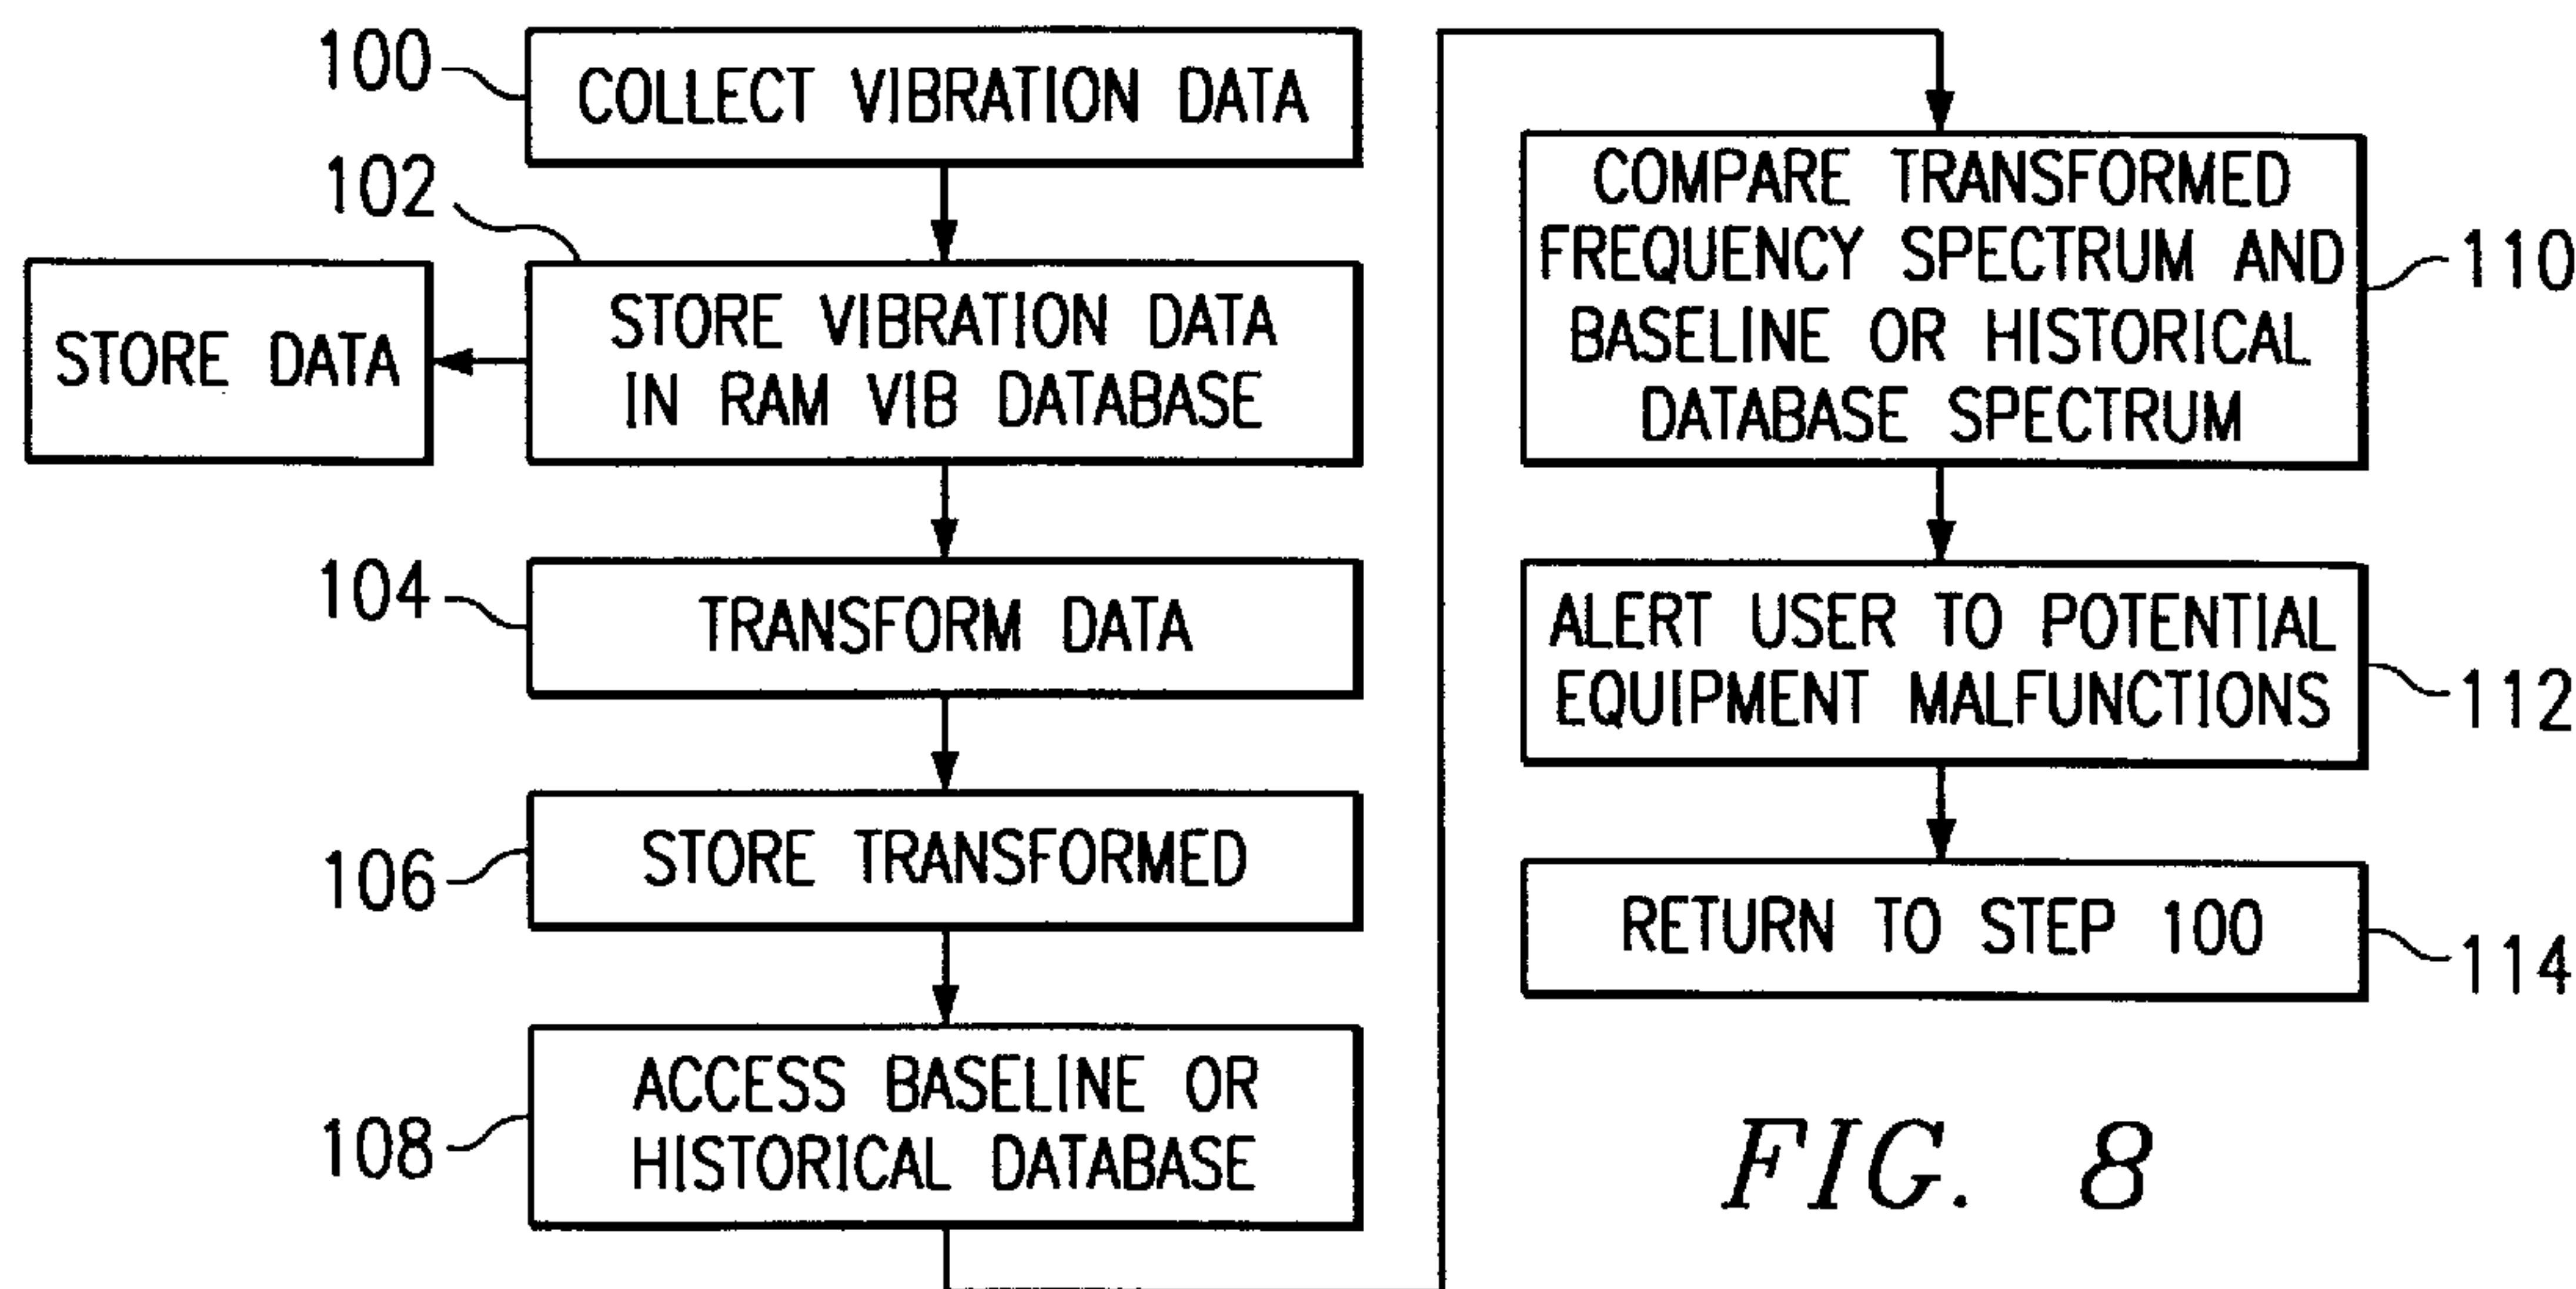 100
COLLECT VIBRATION DATA
102
STORE DATA
STORE VIBRATION DATA
IN RAM VIB DATABASE
104
TRANSFORM DATA
106
STORE TRANSFORMED
108
ACCESS BASELINE OR
HISTORICAL DATABASE
COMPARE TRANSFORMED
FREQUENCY SPECTRUM AND
BASELINE OR HISTORICAL
DATABASE SPECTRUM
110
ALERT USER TO POTENTIAL
EQUIPMENT MALFUNCTIONS
112
RETURN TO STEP 100
114
FIG. 8